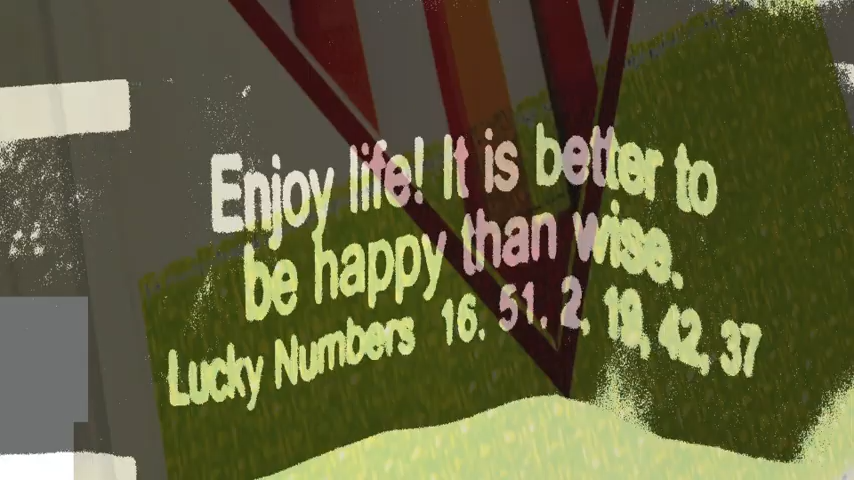 Enjoy life! It is better to
be happy than wise.
Lucky Numbers 16. 51. 2, 19, 42, 37